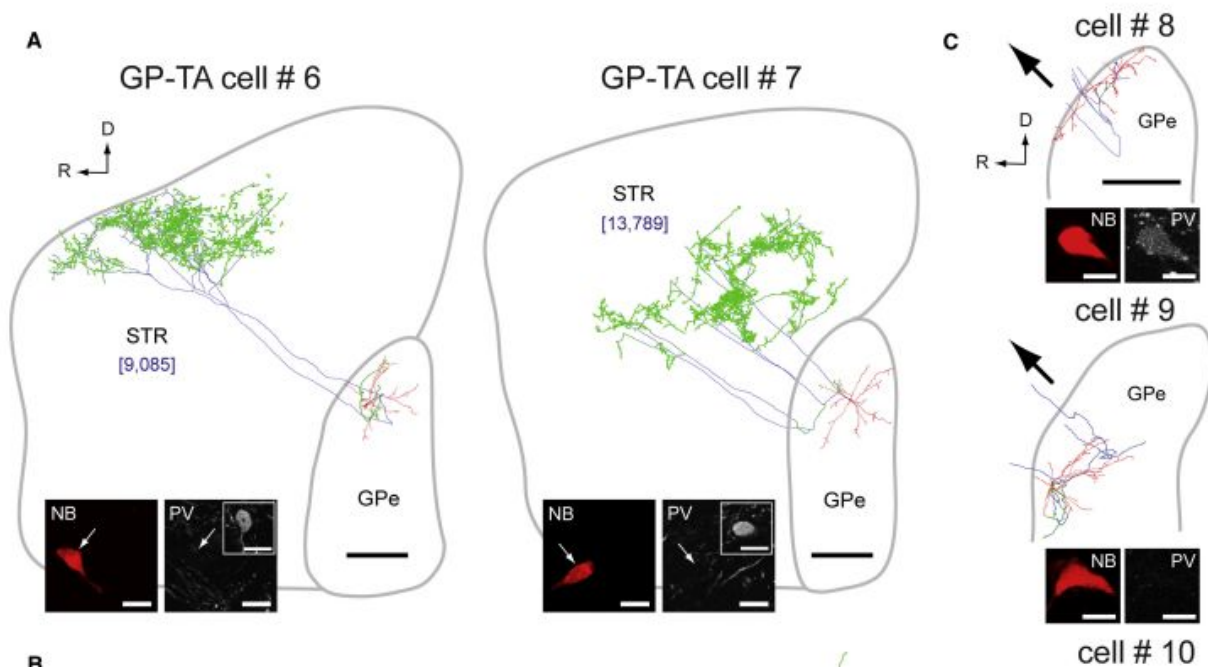 A
GP-TA cell # 6
D
R
STR
[9,085]
GPe
NB
PV
GP-TA cell # 7
STR
[13,789]
GPe
NB
PV
C
cell # 8
D
R
GPe
NB
PV
cell # 9
GPe
NB
PV
cell # 10
B